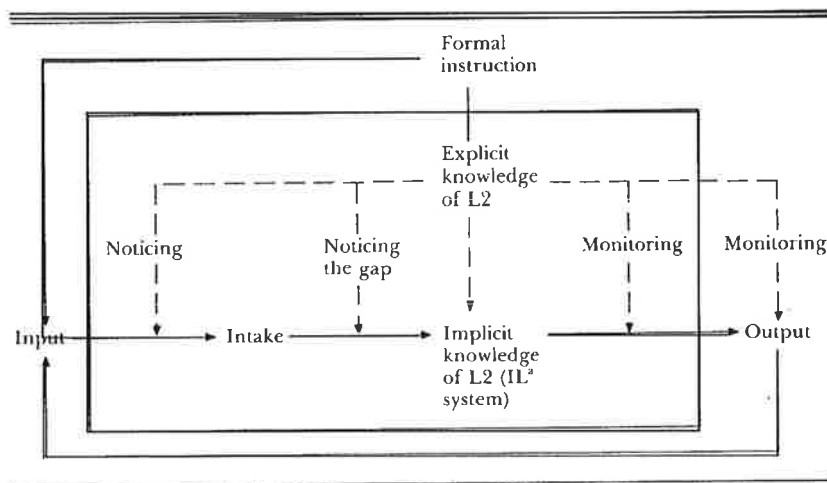 Formal
instruction
Explicit
knowledge
of L2
Noticing
Noticing
the gap
Monitoring
Monitoring
Input
Intake
Implicit
knowledge
of L2 (ILª
system)
Output